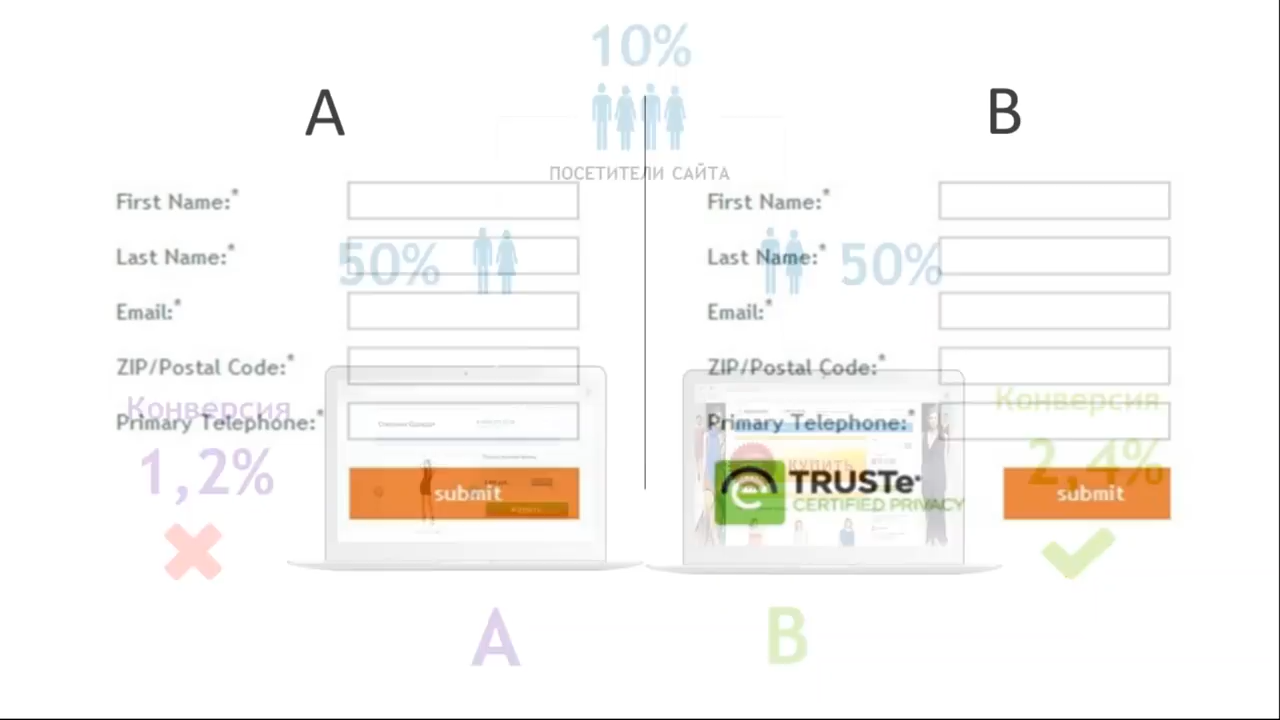 10%
A
B
ПОСЕТИТЕЛИ САЙТА
First Name:*
First Name:*
50%
50%
Last Name:*
Last Name:*
Email:*
Email:*
ZIP/Postal Code:*
ZIP/Postal Code:*
Конверсия
Конверсия
Primary Telephone:*
Primary Telephone:*
1,2%
2,4%
КУПИТЬ
submit
TRUSTe
CERTIFIED PRIVACY
submit
A
B